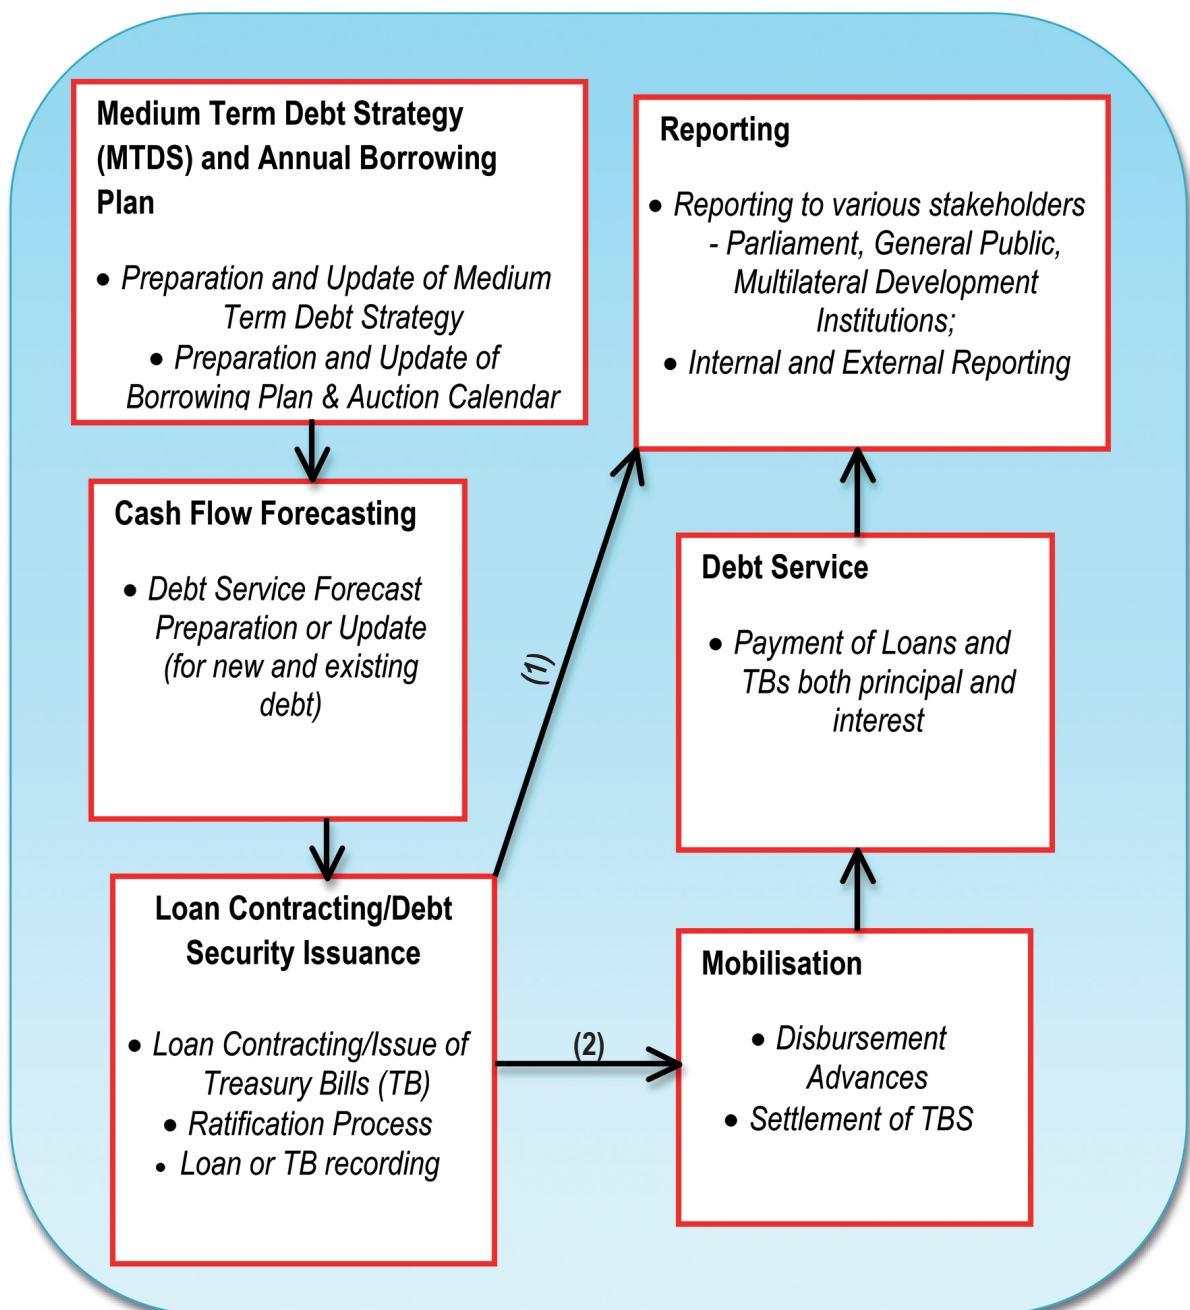 Medium Term Debt Strategy
(MTDS) and Annual Borrowing
Plan
• Preparation and Update of Medium
Term Debt Strategy
• Preparation and Update of
Borrowing Plan & Auction Calendar
Cash Flow Forecasting
• Debt Service Forecast
Preparation or Update
(for new and existing
debt)
Loan Contracting/Debt
Security Issuance
• Loan Contracting/Issue of
Treasury Bills (TB)
• Ratification Process
• Loan or TB recording
(1)
(2)
Mobilisation
• Disbursement
Advances
• Settlement of TBS
Debt Service
• Payment of Loans and
TBs both principal and
interest
Reporting
• Reporting to various stakeholders
- Parliament, General Public,
Multilateral Development
Institutions;
• Internal and External Reporting